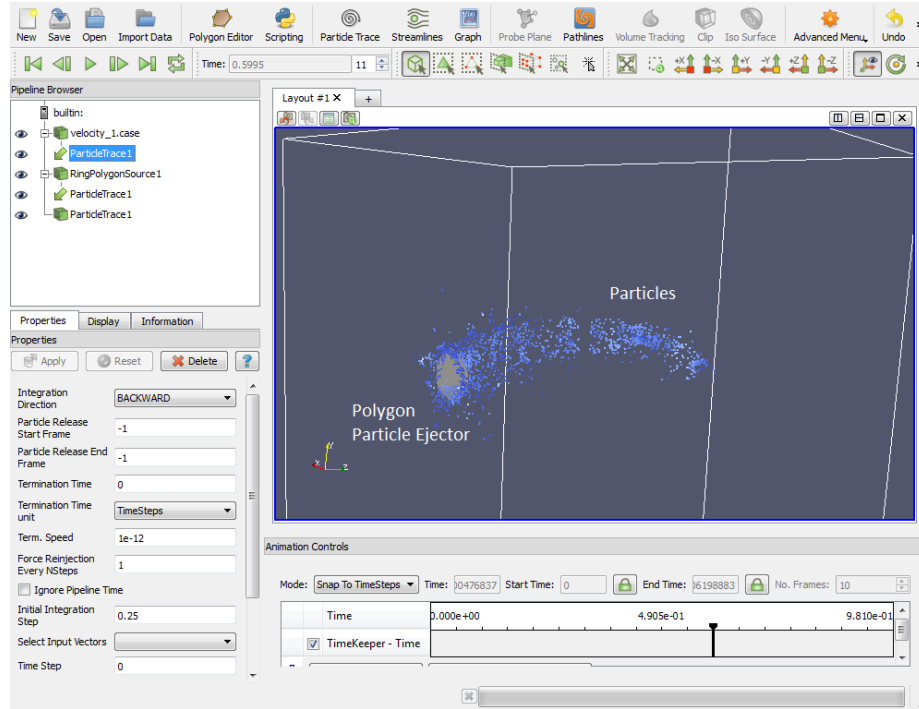 New Save Open Import Data Polygon Editor Scripting Particle Trace Streamlines Graph Probe Plane Pathlines Volume Tracking Clip Iso Surface Advanced Menu Undo
Time: 0.5995 11 +X -X +Y -Y +Z -Z
Pipeline Browser
builtin:
velocity_1.case
ParticleTrace1
RingPolygonSource1
ParticleTrace1
ParticleTrace1
Properties Display Information
Properties
Apply Reset Delete ?
Integration
Direction
BACKWARD
Particle Release
Start Frame
-1
Particle Release End
Frame
-1
Termination Time 0
Termination Time
unit
TimeSteps
Term. Speed 1e-12
Force Reinjection
Every NSteps
1
Ignore Pipeline Time
Initial Integration
Step
0.25
Select Input Vectors
Time Step 0
Layout #1 X +
Particles
Polygon
Particle Ejector
Y
X Z
Animation Controls
Mode: Snap To TimeSteps Time: 00476837 Start Time: 0 End Time: 06198883 No. Frames: 10
Time 0.000e+00 4.905e-01 9.810e-01
TimeKeeper - Time